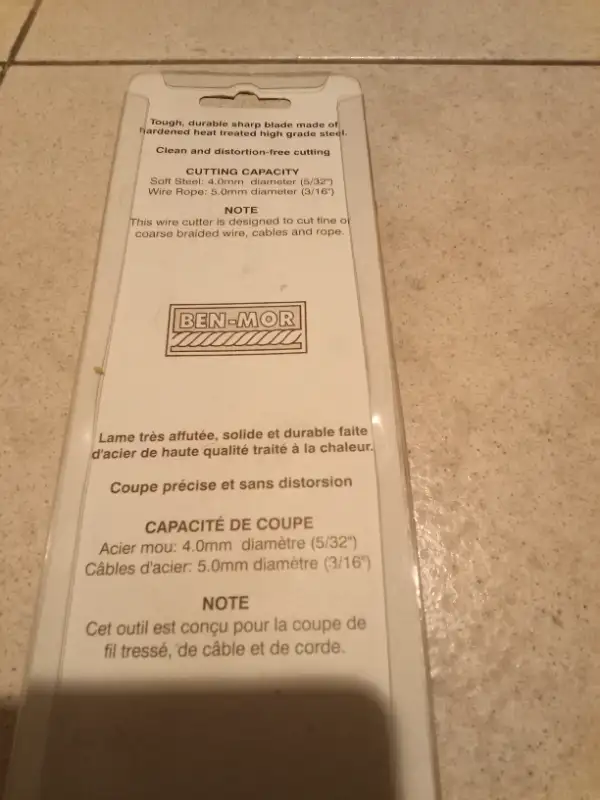 Tough, durable sharp blade made of
hardened heat treated high grade steel.
Clean and distortion-free cutting
CUTTING CAPACITY
Soft Steel: 4.0mm diameter (5/32")
Wire Rope: 5.0mm diameter (3/16")
NOTE
This wire cutter is designed to cut fine or
coarse braided wire, cables and rope.
BEN-MOR
Lame très affutée, solide et durable faite
d'acier de haute qualité traité à la chaleur.
Coupe précise et sans distorsion
CAPACITÉ DE COUPE
Acier mou: 4.0mm diamètre (5/32")
Câbles d'acier: 5.0mm diamètre (3/16")
NOTE
Cet outil est conçu pour la coupe de
fil tressé, de câble et de corde.